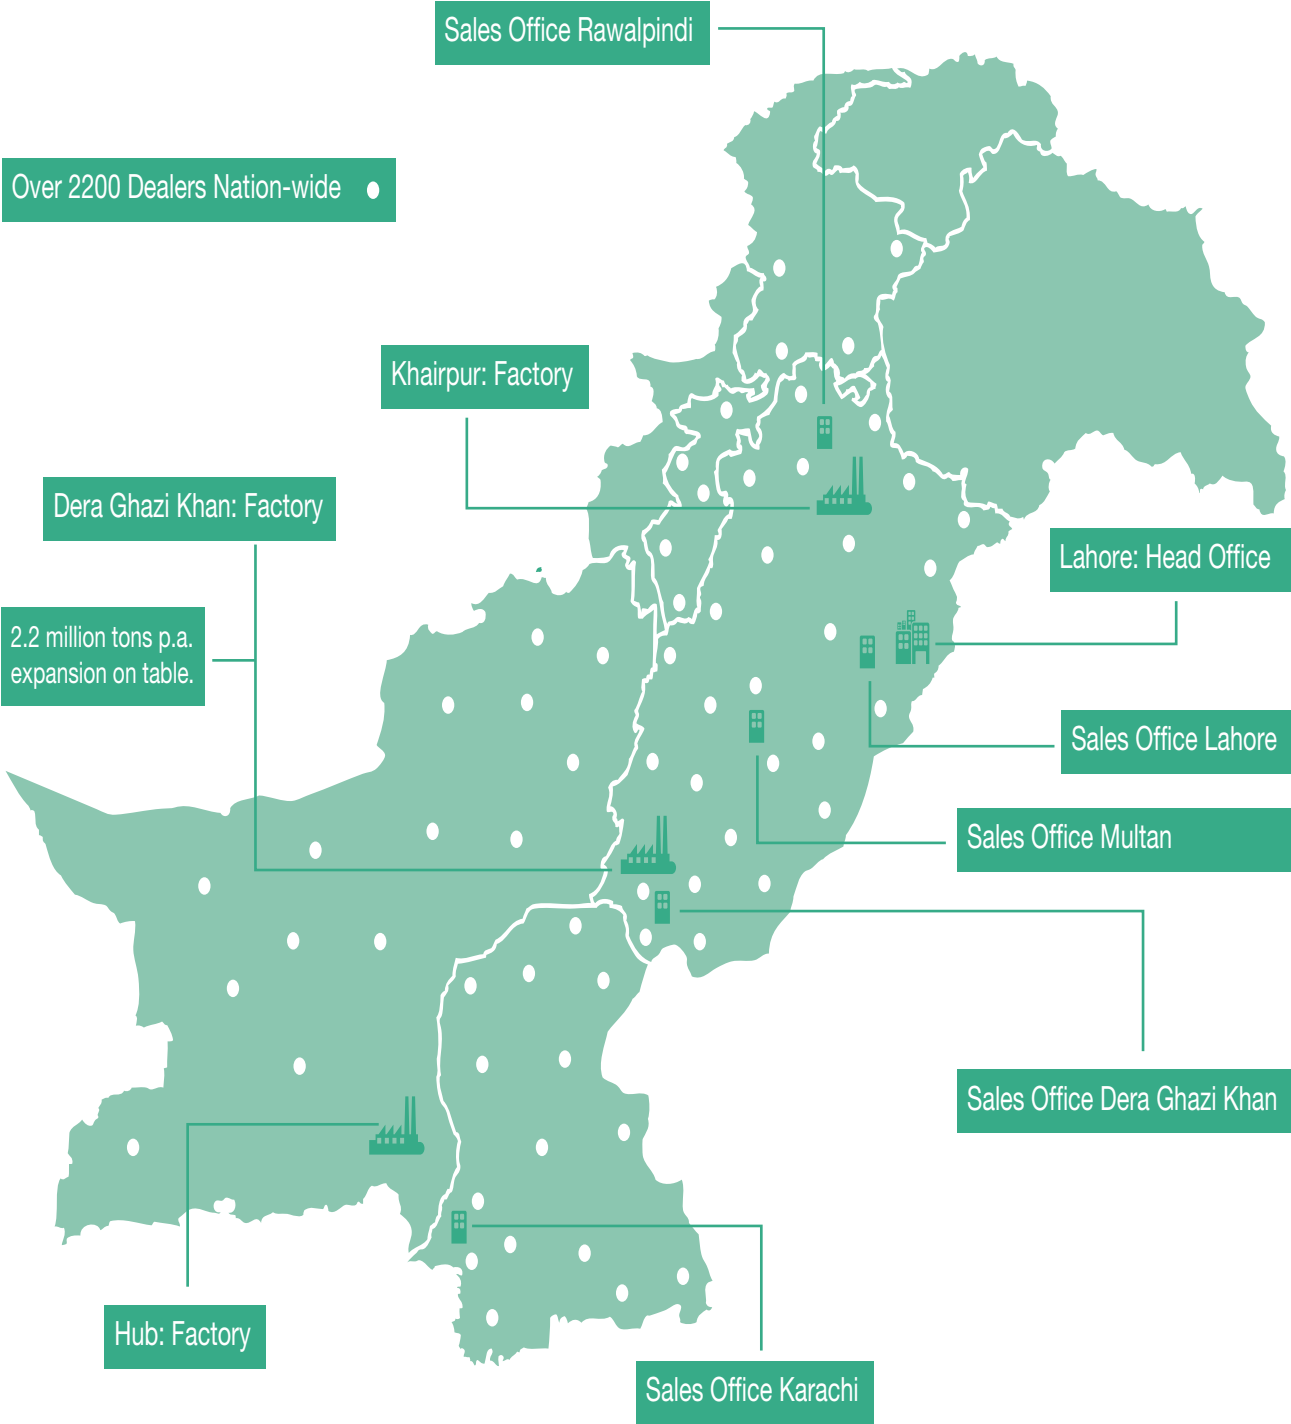 Sales Office Rawalpindi
Over 2200 Dealers Nation-wide
Khairpur: Factory
Dera Ghazi Khan: Factory
Lahore: Head Office
2.2 million tons p.a.
expansion on table.
Sales Office Lahore
Sales Office Multan
Sales Office Dera Ghazi Khan
Hub: Factory
Sales Office Karachi